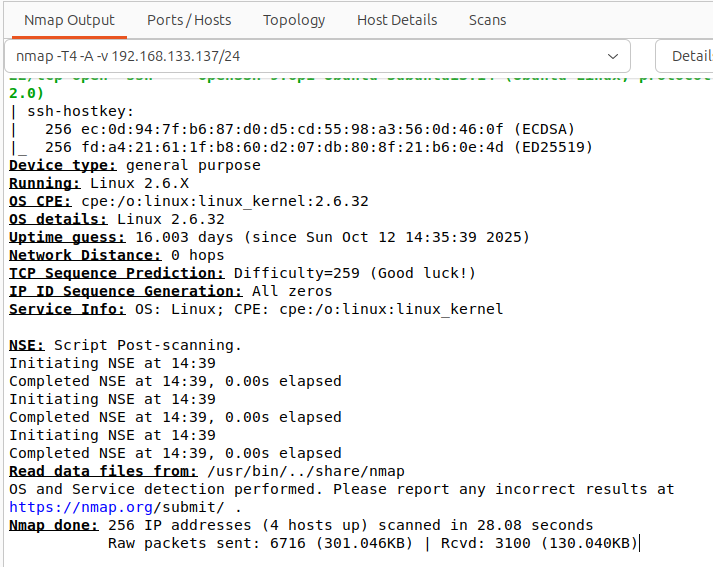 Nmap Output Ports / Hosts Topology Host Details Scans
nmap -T4 -A -v 192.168.133.137/24 Detail
2.0)
| ssh-hostkey:
|   256 ec:0d:94:7f:b6:87:d0:d5:cd:55:98:a3:56:0d:46:0f (ECDSA)
|_  256 fd:a4:21:61:1f:b8:60:d2:07:db:80:8f:21:b6:0e:4d (ED25519)
Device type: general purpose
Running: Linux 2.6.X
OS CPE: cpe:/o:linux:linux_kernel:2.6.32
OS details: Linux 2.6.32
Uptime guess: 16.003 days (since Sun Oct 12 14:35:39 2025)
Network Distance: 0 hops
TCP Sequence Prediction: Difficulty=259 (Good luck!)
IP ID Sequence Generation: All zeros
Service Info: OS: Linux; CPE: cpe:/o:linux:linux_kernel
NSE: Script Post-scanning.
Initiating NSE at 14:39
Completed NSE at 14:39, 0.00s elapsed
Initiating NSE at 14:39
Completed NSE at 14:39, 0.00s elapsed
Initiating NSE at 14:39
Completed NSE at 14:39, 0.00s elapsed
Read data files from: /usr/bin/../share/nmap
OS and Service detection performed. Please report any incorrect results at
https://nmap.org/submit/ .
Nmap done: 256 IP addresses (4 hosts up) scanned in 28.08 seconds
Raw packets sent: 6716 (301.046KB) | Rcvd: 3100 (130.040KB)